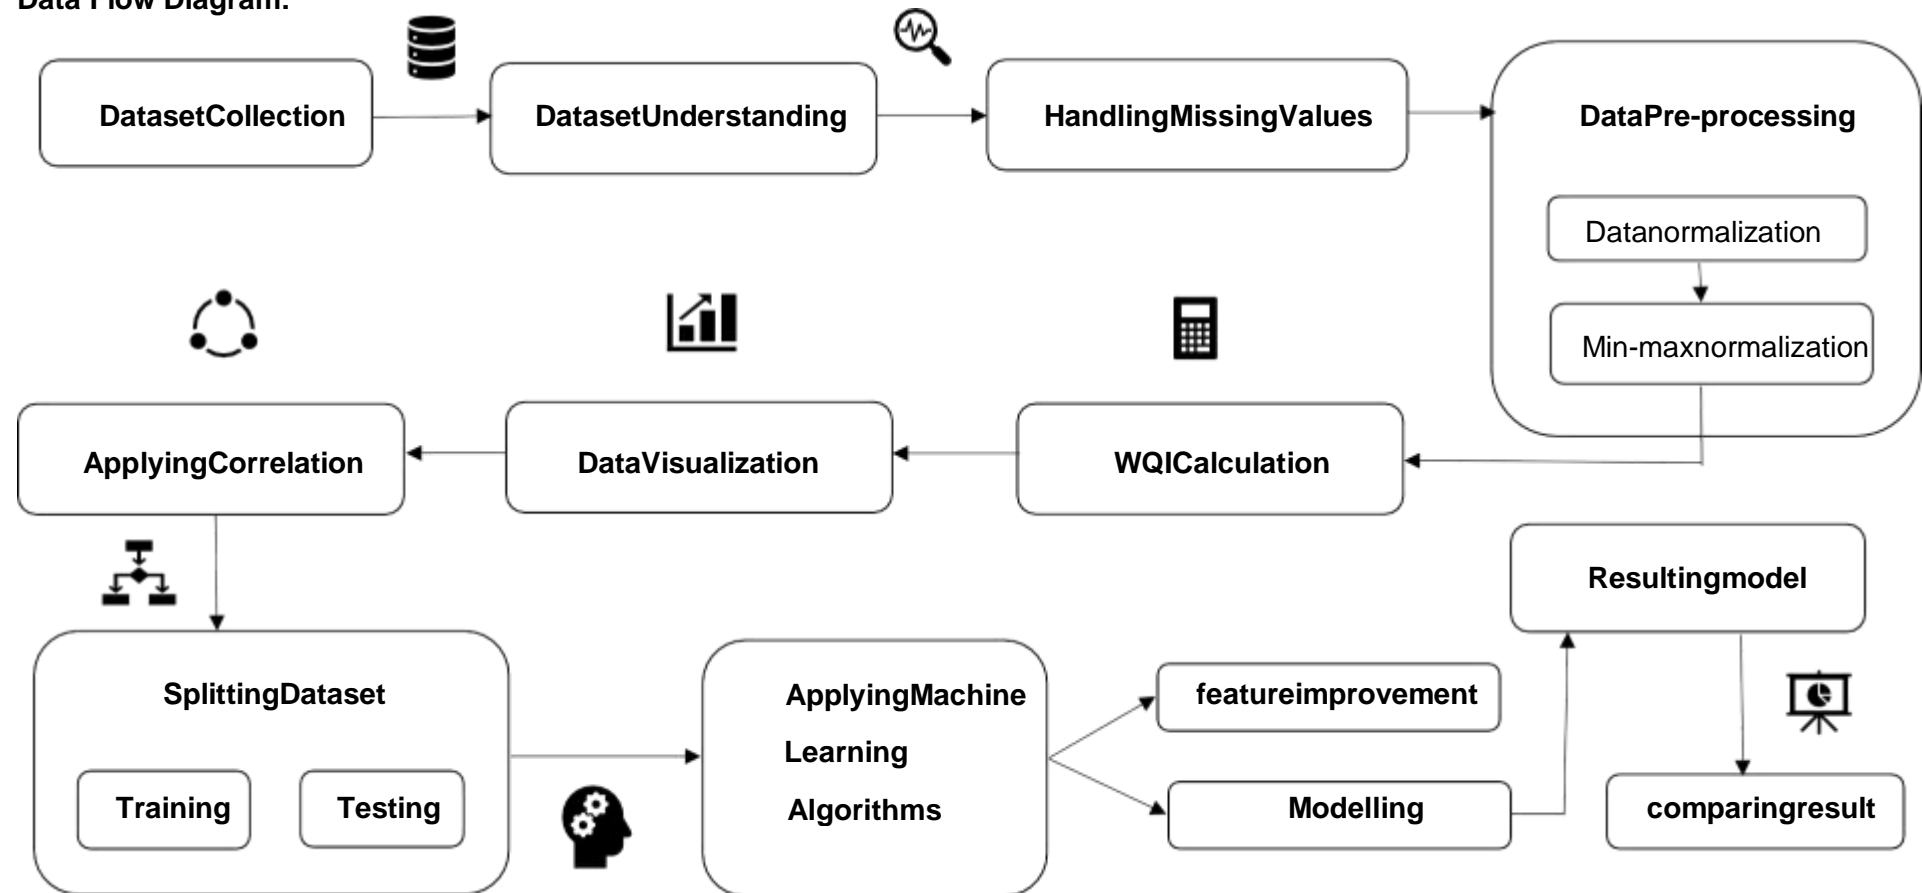 Data Flow Diagram:
DatasetCollection
DatasetUnderstanding
HandlingMissingValues
DataPre-processing
Datanormalization
Min-maxnormalization
WQICalculation
DataVisualization
ApplyingCorrelation
SplittingDataset
Training
Testing
ApplyingMachine
Learning
Algorithms
featureimprovement
Modelling
Resultingmodel
comparingresult